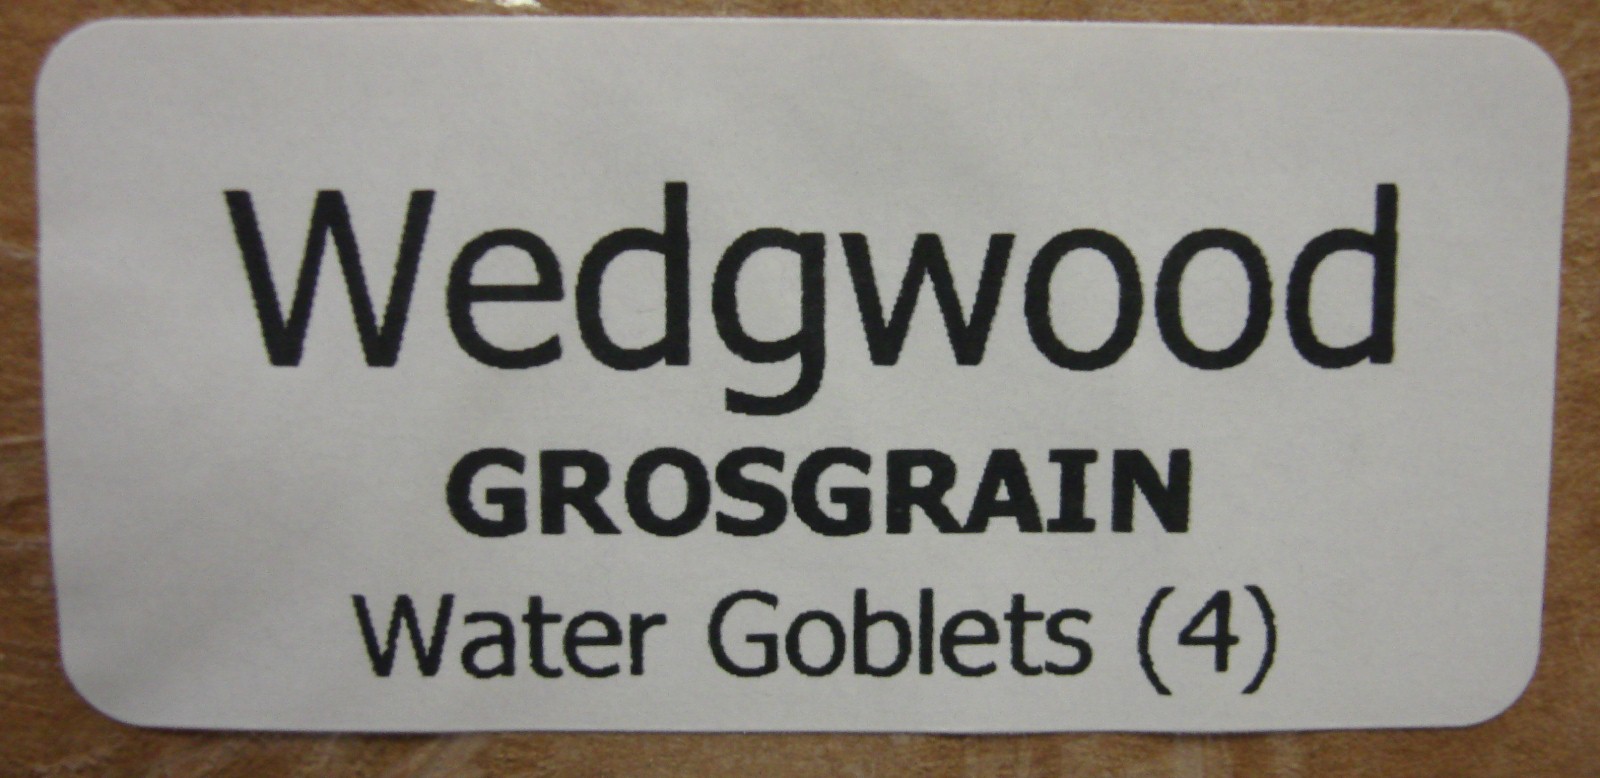 Wedgwood
GROSGRAIN
Water Goblets (4)